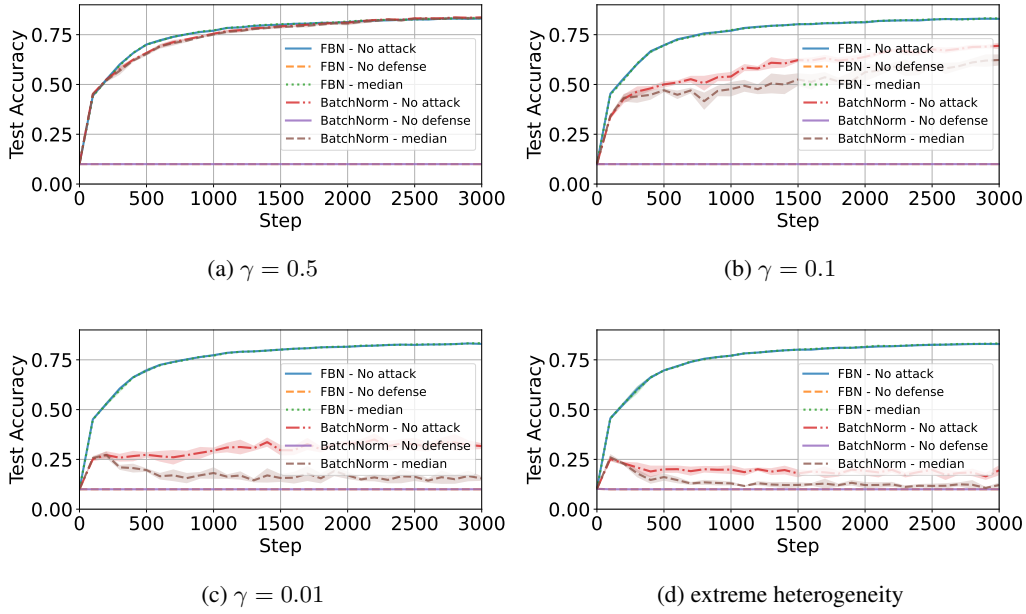 Test Accuracy
0.75
0.50
0.25
0.00
FBN - No attack
FBN - No defense
FBN - median
BatchNorm - No attack
BatchNorm - No defense
BatchNorm - median
0 500 1000 1500 2000 2500 3000
Step
(a) γ = 0.5
Test Accuracy
0.75
0.50
0.25
0.00
FBN - No attack
FBN - No defense
FBN - median
BatchNorm - No attack
BatchNorm - No defense
BatchNorm - median
0 500 1000 1500 2000 2500 3000
Step
(b) γ = 0.1
Test Accuracy
0.75
0.50
0.25
0.00
FBN - No attack
FBN - No defense
FBN - median
BatchNorm - No attack
BatchNorm - No defense
BatchNorm - median
0 500 1000 1500 2000 2500 3000
Step
(c) γ = 0.01
Test Accuracy
0.75
0.50
0.25
0.00
FBN - No attack
FBN - No defense
FBN - median
BatchNorm - No attack
BatchNorm - No defense
BatchNorm - median
0 500 1000 1500 2000 2500 3000
Step
(d) extreme heterogeneity